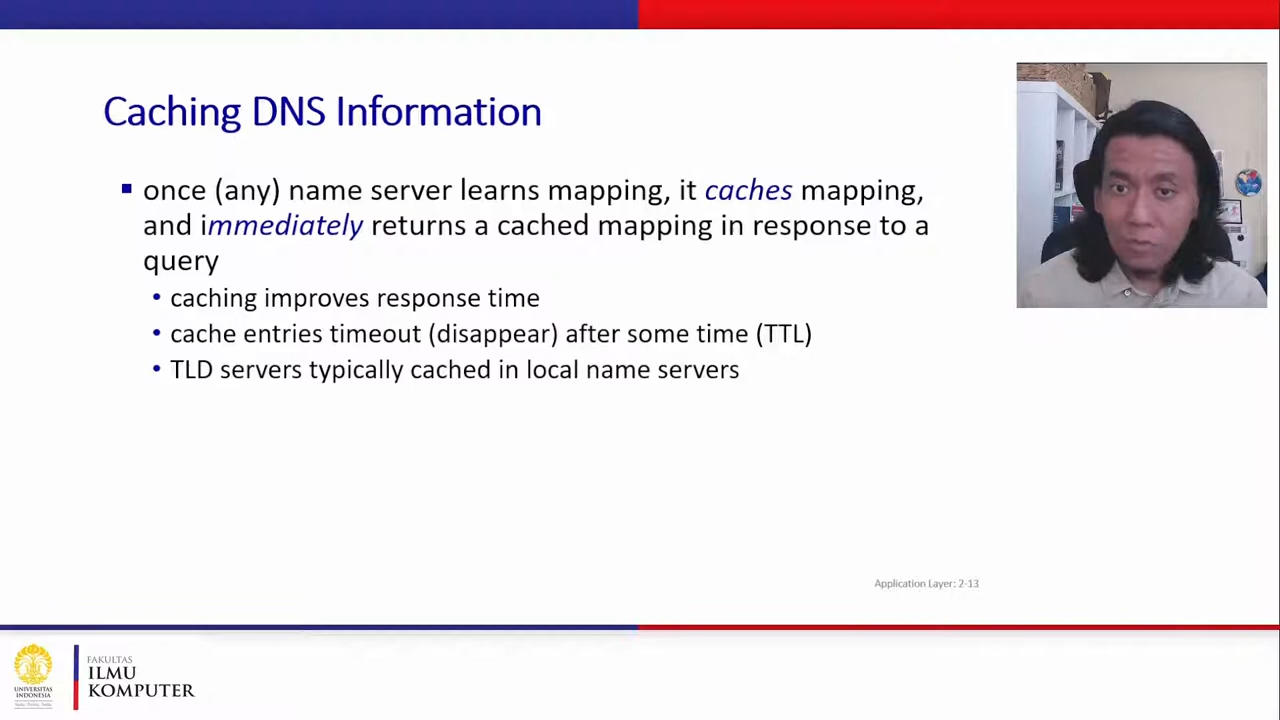 Caching DNS Information
once (any) name server learns mapping, it caches mapping,
and immediately returns a cached mapping in response to a
query
caching improves response time
cache entries timeout (disappear) after some time (TTL)
TLD servers typically cached in local name servers
Application Layer: 2-13
UNIVERSITAS
INDONESIA
FAKULTAS
ILMU
KOMPUTER